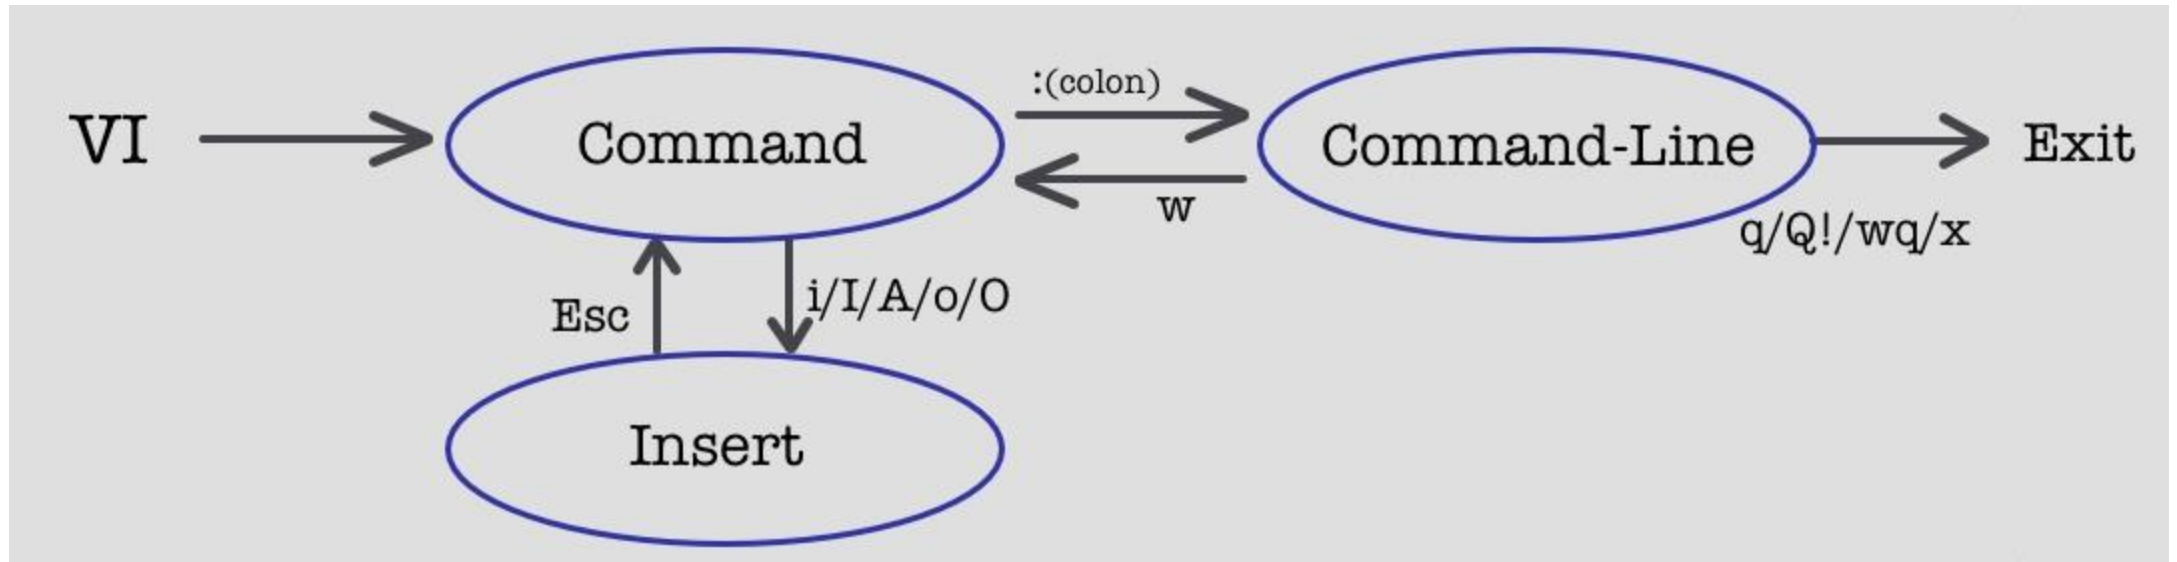 VI
Command
:(colon)
w
Command-Line
Exit
q/Q!/wq/x
Esc
i/I/A/o/O
Insert